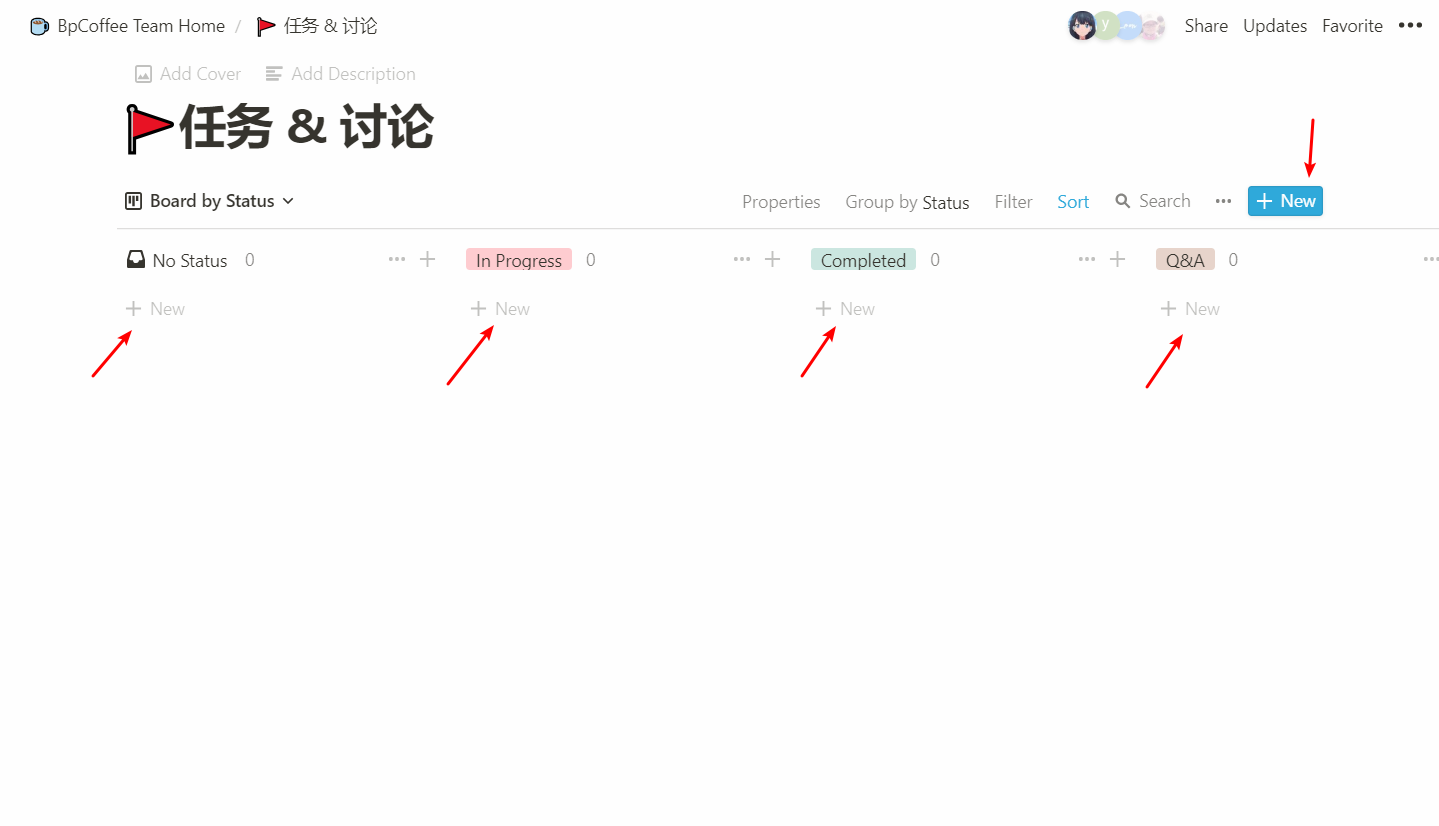 BpCoffee Team Home / 任务 & 讨论 y Share Updates Favorite
Add Cover Add Description
任务 & 讨论
Board by Status Properties Group by Status Filter Sort Search New
No Status 0 In Progress 0 Completed 0 Q&A 0
New New New New